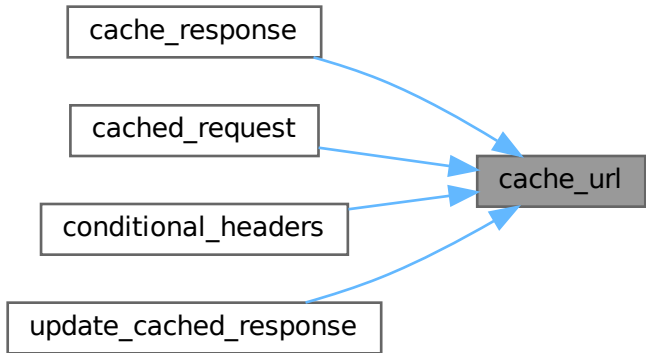 cache_response
cached_request
cache_url
conditional_headers
update_cached_response